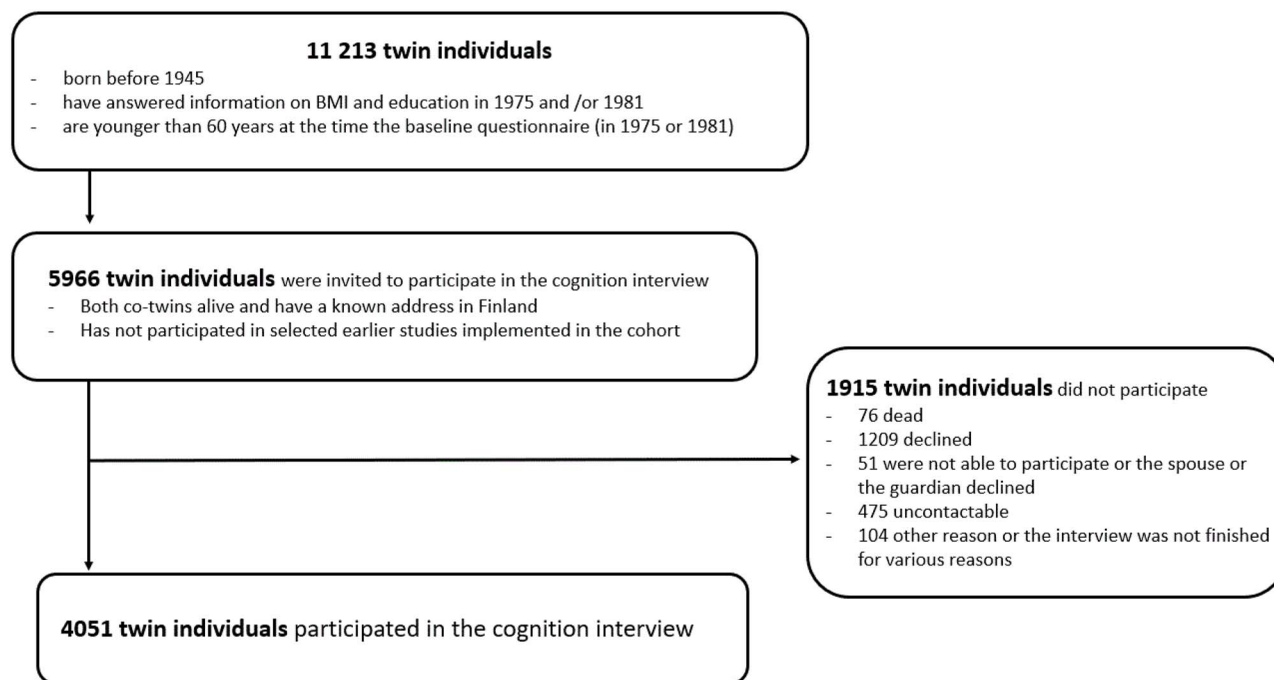 11 213 twin individuals
- born before 1945
- have answered information on BMI and education in 1975 and /or 1981
- are younger than 60 years at the time the baseline questionnaire (in 1975 or 1981)
5966 twin individuals were invited to participate in the cognition interview
- Both co-twins alive and have a known address in Finland
- Has not participated in selected earlier studies implemented in the cohort
1915 twin individuals did not participate
- 76 dead
- 1209 declined
- 51 were not able to participate or the spouse or
the guardian declined
- 475 uncontactable
- 104 other reason or the interview was not finished
for various reasons
4051 twin individuals participated in the cognition interview